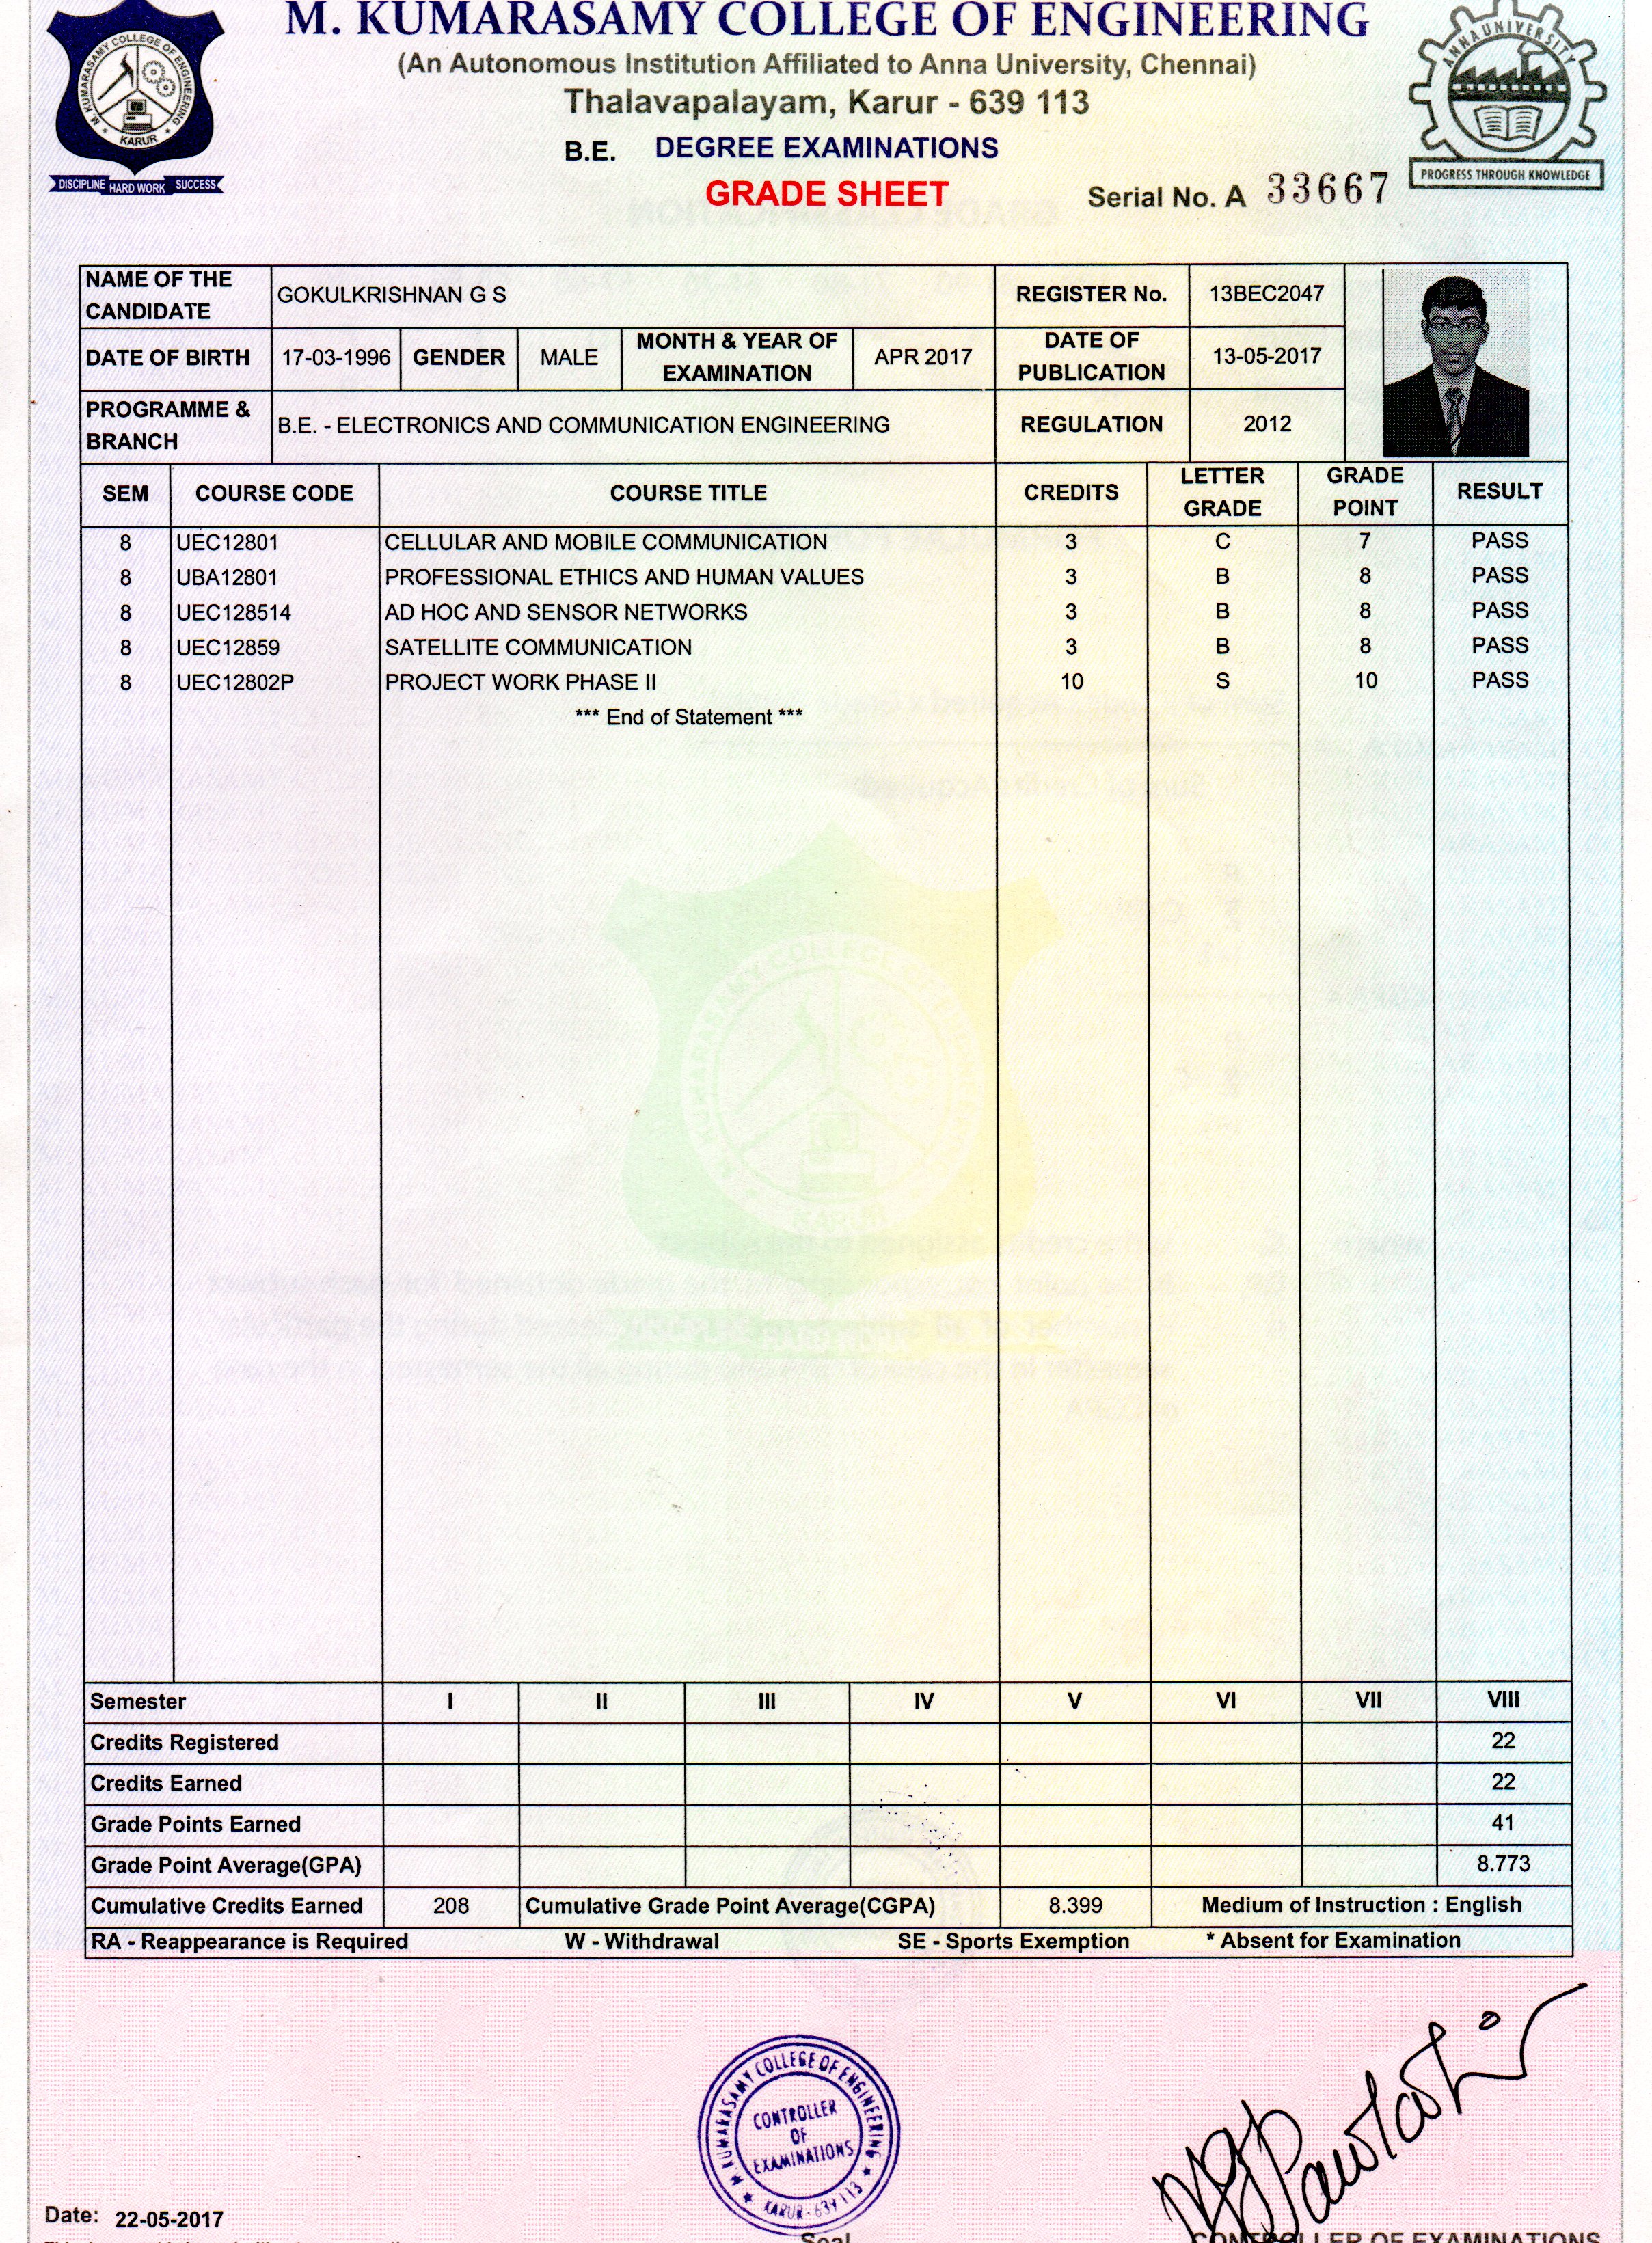 M. KUMARASAMY COLLEGE OF ENGINEERING
(An Autonomous Institution Affiliated to Anna University, Chennai)
Thalavapalayam, Karur - 639 113
B.E. DEGREE EXAMINATIONS
GRADE SHEET
Serial No. A 33667
M. KUMARASAMY COLLEGE OF ENGINEERING
KARUR
DISCIPLINE HARD WORK SUCCESS
ANNA UNIVERSITY
PROGRESS THROUGH KNOWLEDGE
NAME OF THE CANDIDATE GOKULKRISHNAN G S REGISTER No. 13BEC2047
DATE OF BIRTH 17-03-1996 GENDER MALE MONTH & YEAR OF EXAMINATION APR 2017 DATE OF PUBLICATION 13-05-2017
PROGRAMME & BRANCH B.E. - ELECTRONICS AND COMMUNICATION ENGINEERING REGULATION 2012
SEM COURSE CODE COURSE TITLE CREDITS LETTER GRADE GRADE POINT RESULT
8 UEC12801 CELLULAR AND MOBILE COMMUNICATION 3 C 7 PASS
8 UBA12801 PROFESSIONAL ETHICS AND HUMAN VALUES 3 B 8 PASS
8 UEC128514 AD HOC AND SENSOR NETWORKS 3 B 8 PASS
8 UEC12859 SATELLITE COMMUNICATION 3 B 8 PASS
8 UEC12802P PROJECT WORK PHASE II 10 S 10 PASS
*** End of Statement ***
Semester I II III IV V VI VII VIII
Credits Registered 22
Credits Earned 22
Grade Points Earned 41
Grade Point Average(GPA) 8.773
Cumulative Credits Earned 208 Cumulative Grade Point Average(CGPA) 8.399 Medium of Instruction : English
RA - Reappearance is Required W - Withdrawal SE - Sports Exemption * Absent for Examination
M. KUMARASAMY COLLEGE OF ENGINEERING
CONTROLLER
OF
EXAMINATIONS
KARUR - 639 113
Date: 22-05-2017
Seal
CONTROLLER OF EXAMINATIONS